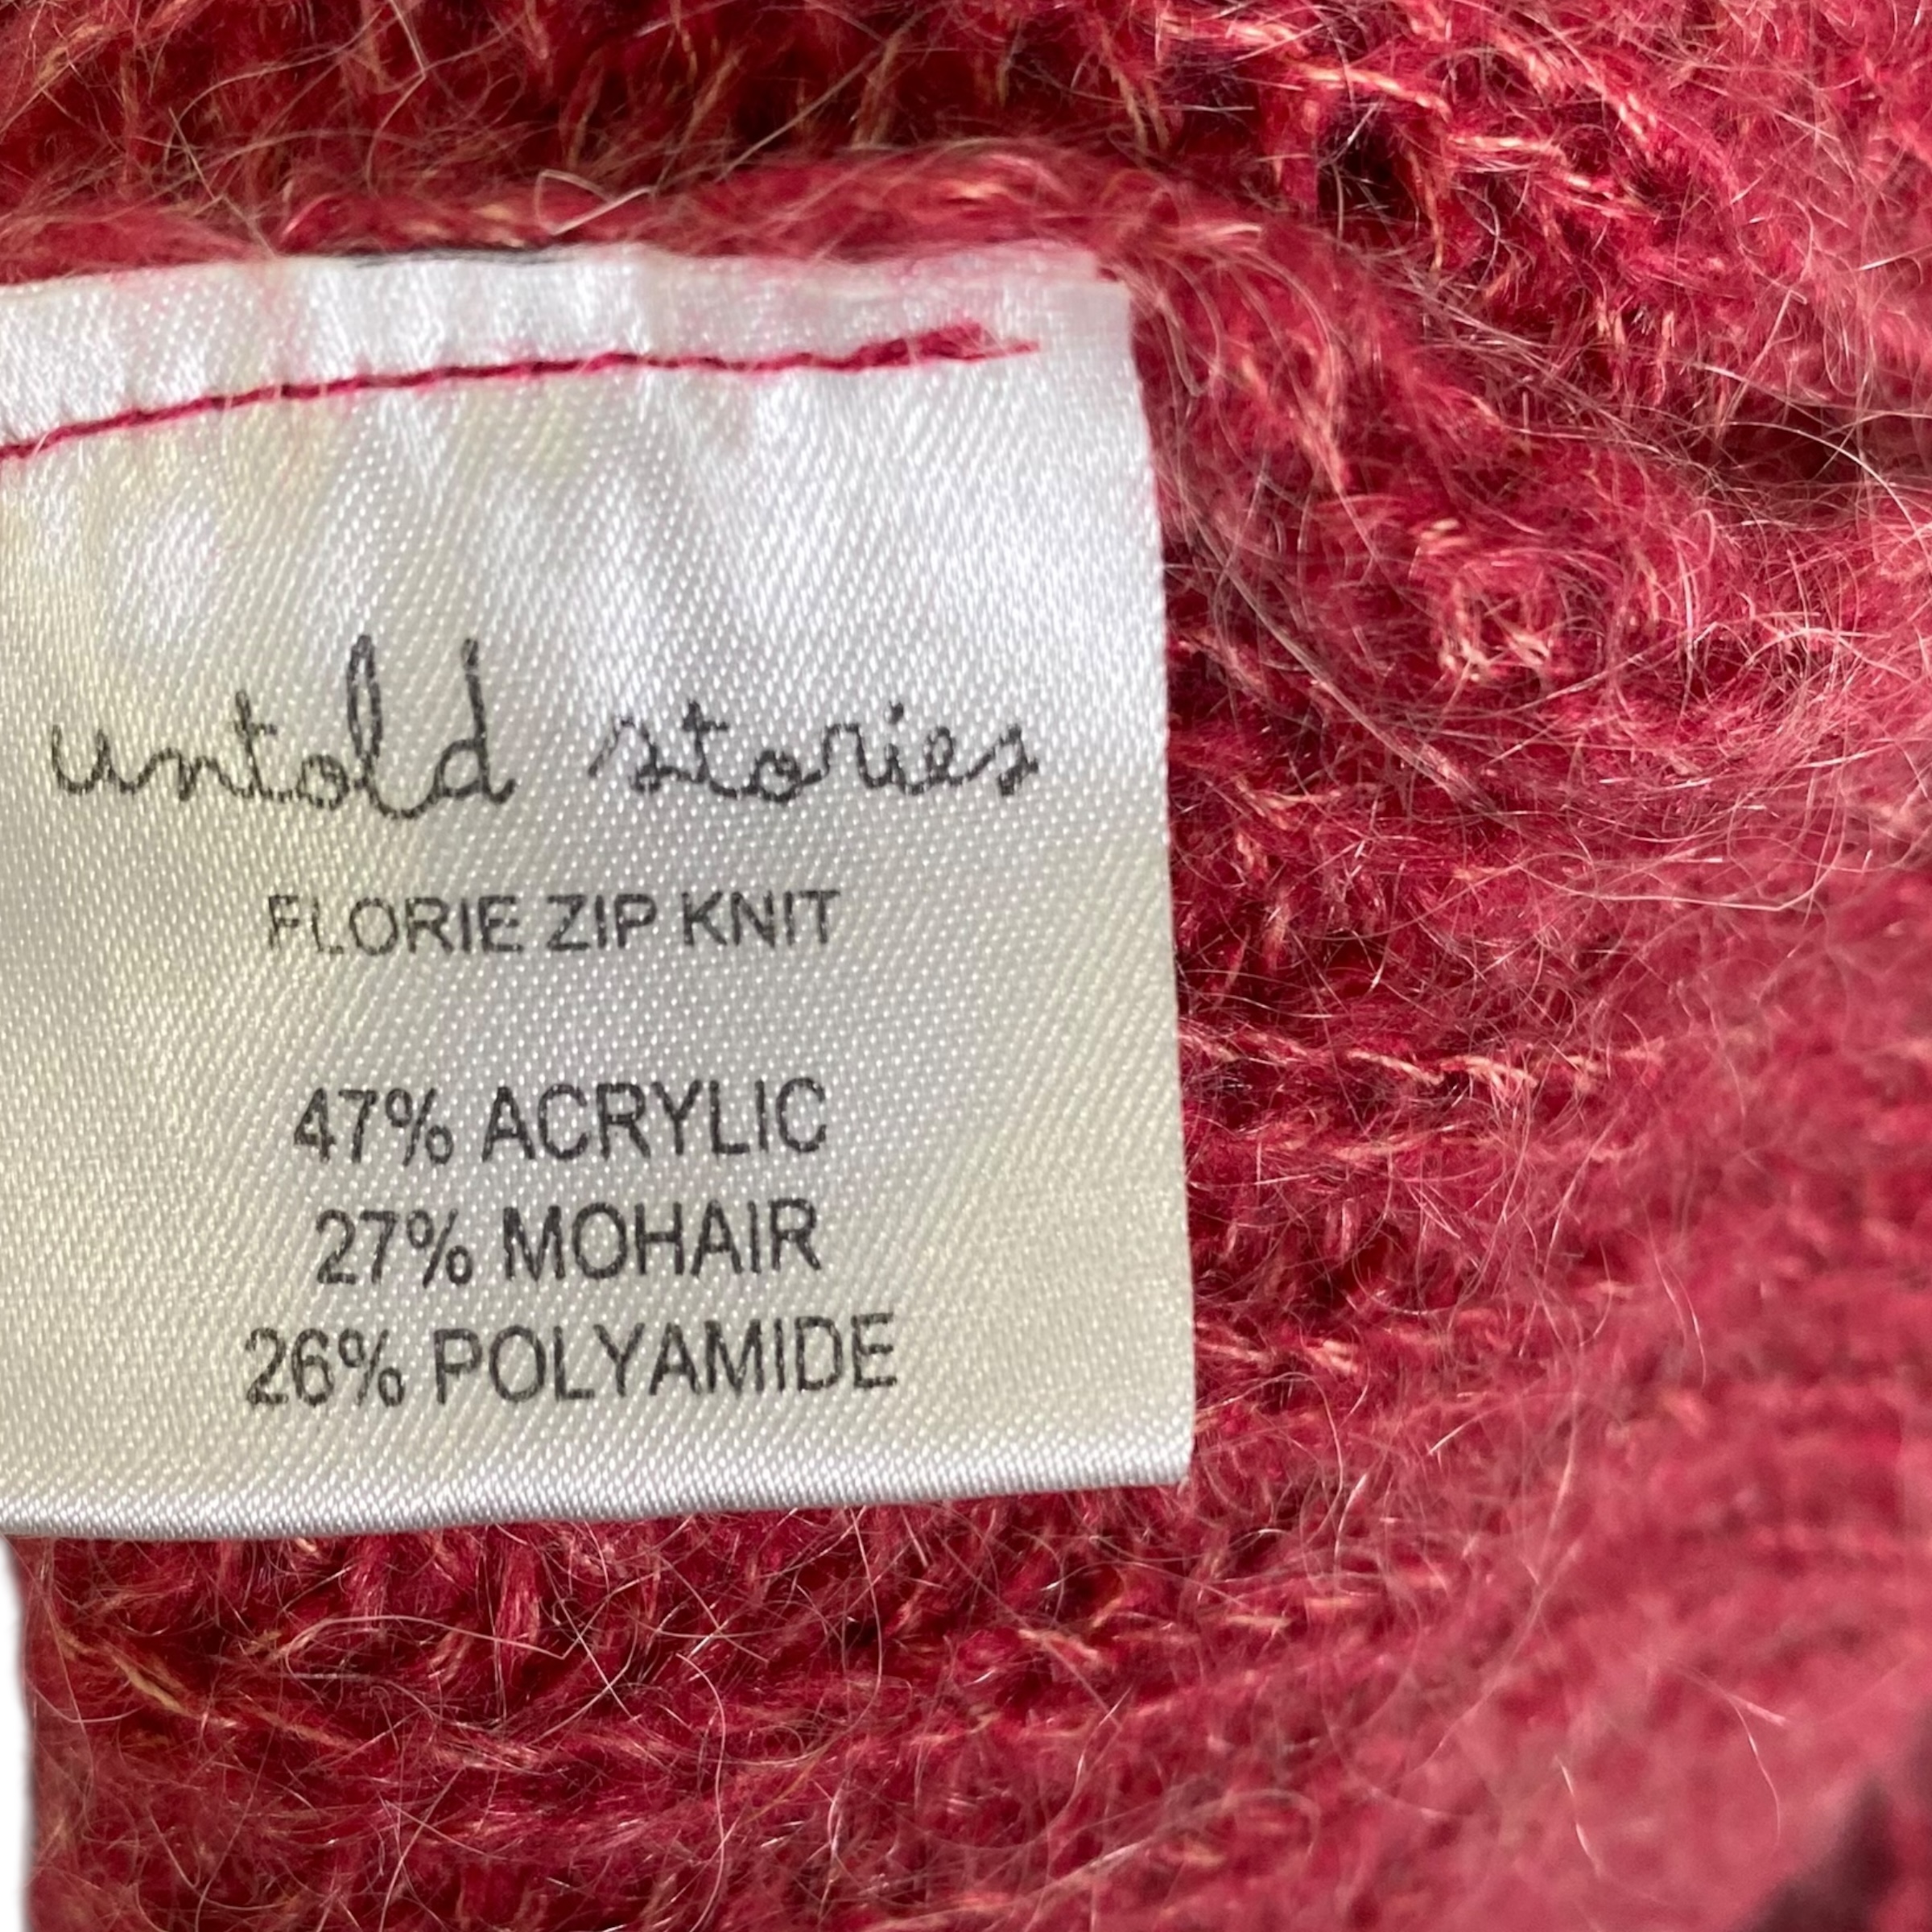 untold stories
FLORIE ZIP KNIT
47% ACRYLIC
27% MOHAIR
26% POLYAMIDE